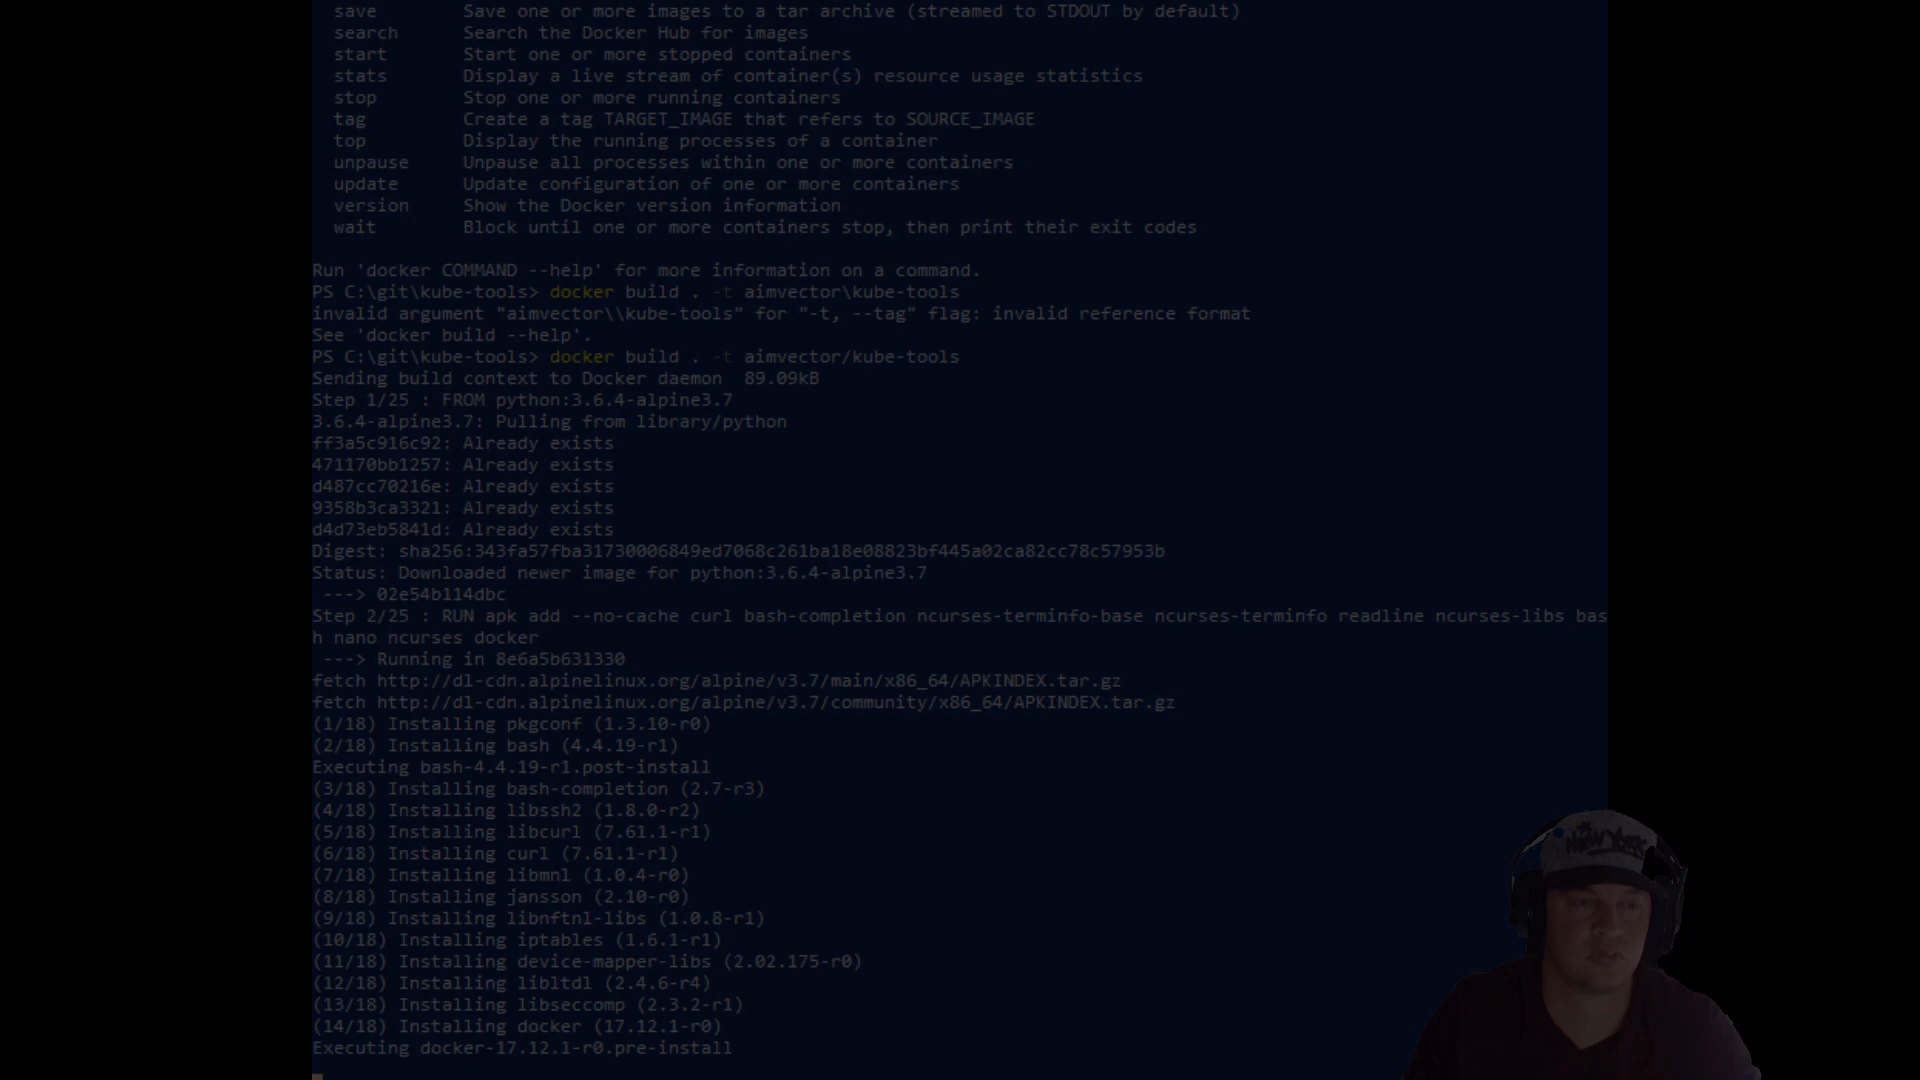 save Save one or more images to a tar archive (streamed to STDOUT by default)
search Search the Docker Hub for images
start Start one or more stopped containers
stats Display a live stream of container(s) resource usage statistics
stop Stop one or more running containers
tag Create a tag TARGET_IMAGE that refers to SOURCE_IMAGE
top Display the running processes of a container
unpause Unpause all processes within one or more containers
update Update configuration of one or more containers
version Show the Docker version information
wait Block until one or more containers stop, then print their exit codes
Run 'docker COMMAND --help' for more information on a command.
PS C:\git\kube-tools> docker build . -t aimvector\kube-tools
invalid argument "aimvector\\kube-tools" for "-t, --tag" flag: invalid reference format
See 'docker build --help'.
PS C:\git\kube-tools> docker build . -t aimvector/kube-tools
Sending build context to Docker daemon  89.09kB
Step 1/25 : FROM python:3.6.4-alpine3.7
3.6.4-alpine3.7: Pulling from library/python
ff3a5c916c92: Already exists
471170bb1257: Already exists
d487cc70216e: Already exists
9358b3ca3321: Already exists
d4d73eb5841d: Already exists
Digest: sha256:343fa57fba31730006849ed7068c261ba18e08823bf445a02ca82cc78c57953b
Status: Downloaded newer image for python:3.6.4-alpine3.7
---> 02e54b114dbc
Step 2/25 : RUN apk add --no-cache curl bash-completion ncurses-terminfo-base ncurses-terminfo readline ncurses-libs bas
h nano ncurses docker
---> Running in 8e6a5b631330
fetch http://dl-cdn.alpinelinux.org/alpine/v3.7/main/x86_64/APKINDEX.tar.gz
fetch http://dl-cdn.alpinelinux.org/alpine/v3.7/community/x86_64/APKINDEX.tar.gz
(1/18) Installing pkgconf (1.3.10-r0)
(2/18) Installing bash (4.4.19-r1)
Executing bash-4.4.19-r1.post-install
(3/18) Installing bash-completion (2.7-r3)
(4/18) Installing libssh2 (1.8.0-r2)
(5/18) Installing libcurl (7.61.1-r1)
(6/18) Installing curl (7.61.1-r1)
(7/18) Installing libmnl (1.0.4-r0)
(8/18) Installing jansson (2.10-r0)
(9/18) Installing libnftnl-libs (1.0.8-r1)
(10/18) Installing iptables (1.6.1-r1)
(11/18) Installing device-mapper-libs (2.02.175-r0)
(12/18) Installing libltdl (2.4.6-r4)
(13/18) Installing libseccomp (2.3.2-r1)
(14/18) Installing docker (17.12.1-r0)
Executing docker-17.12.1-r0.pre-install
New York